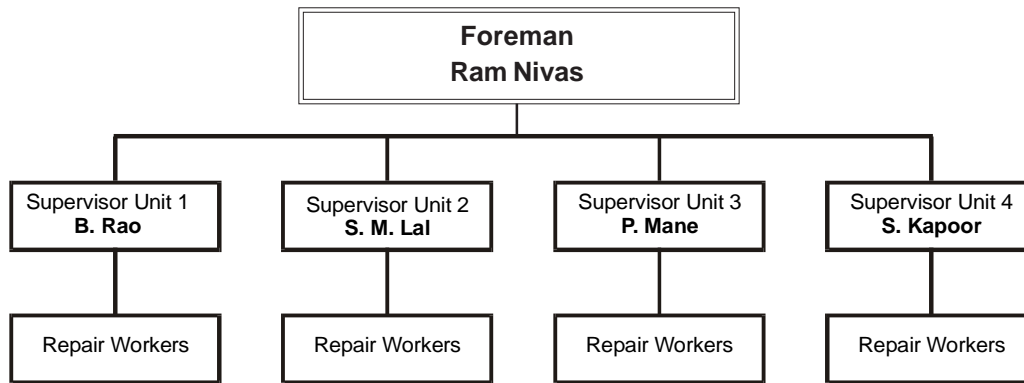 Foreman
Ram Nivas
Supervisor Unit 1
B. Rao
Supervisor Unit 2
S. M. Lal
Supervisor Unit 3
P. Mane
Supervisor Unit 4
S. Kapoor
Repair Workers
Repair Workers
Repair Workers
Repair Workers